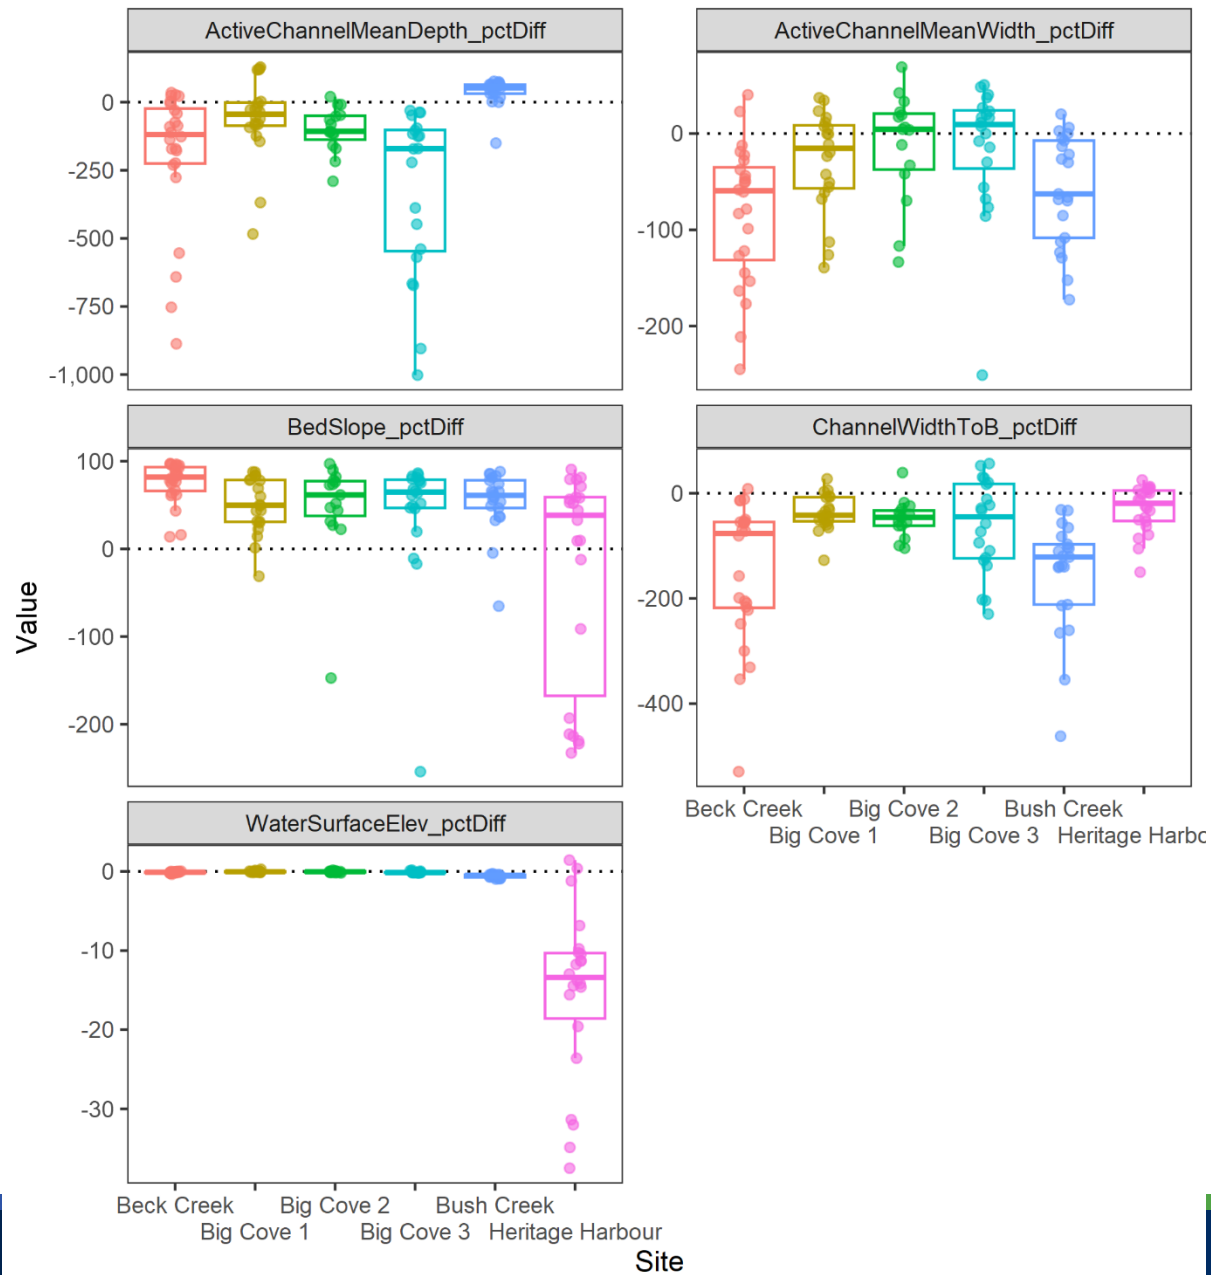 ActiveChannelMeanDepth_pctDiff
ActiveChannelMeanWidth_pctDiff
0
-250
-500
-750
-1,000
0
-100
-200
BedSlope_pctDiff
ChannelWidthToB_pctDiff
100
0
-100
-200
0
-200
-400
Beck Creek Big Cove 2 Bush Creek
Big Cove 1 Big Cove 3 Heritage Harbo
WaterSurfaceElev_pctDiff
0
-10
-20
-30
Value
Beck Creek Big Cove 2 Bush Creek
Big Cove 1 Big Cove 3 Heritage Harbour
Site